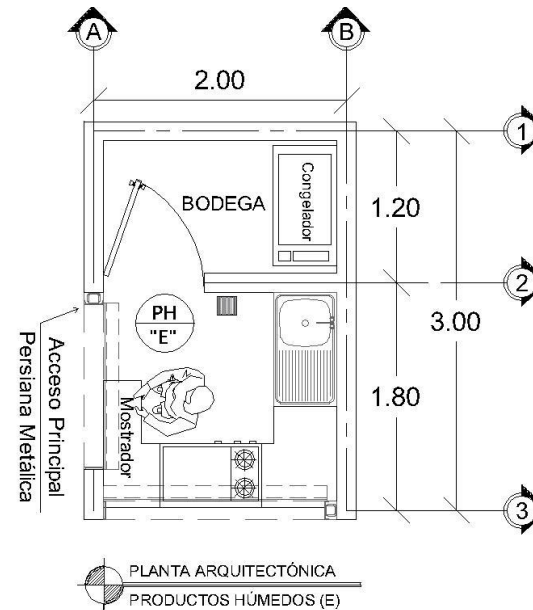 A
B
2.00
1
BODEGA
Congelador
1.20
2
PH
"E"
3.00
Acceso Principal
Persiana Metálica
Mostrador
1.80
3
PLANTA ARQUITECTÓNICA
PRODUCTOS HÚMEDOS (E)